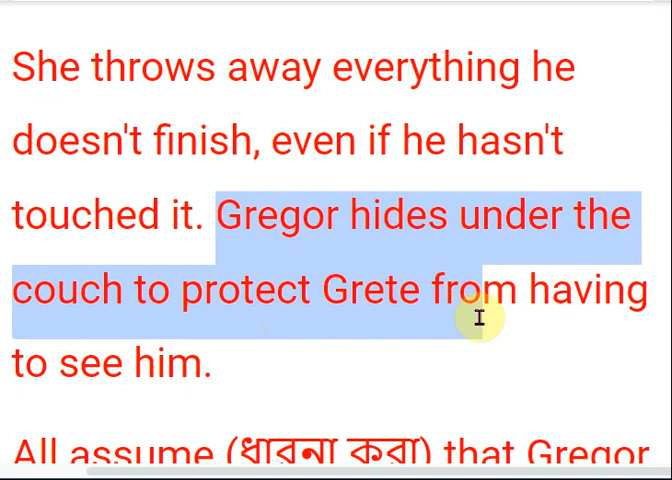 She throws away everything he
doesn't finish, even if he hasn't
touched it. Gregor hides under the
couch to protect Grete from having
to see him.
All assume (ধারনা করা) that Gregor